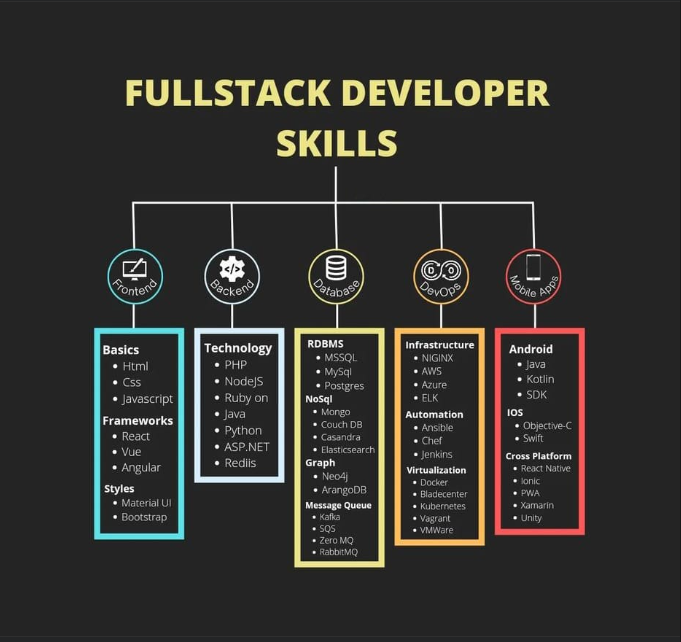 FULLSTACK DEVELOPER
SKILLS
Frontend
Backend
Database
DevOps
Mobile Apps
Basics
Html
Css
Javascript
Frameworks
React
Vue
Angular
Styles
Material UI
Bootstrap
Technology
PHP
NodeJS
Ruby on
Java
Python
ASP.NET
Rediis
RDBMS
MSSQL
MySql
Postgres
NoSql
Mongo
Couch DB
Casandra
Elasticsearch
Graph
Neo4j
ArangoDB
Message Queue
Kafka
SQS
Zero MQ
RabbitMQ
Infrastructure
NIGINX
AWS
Azure
ELK
Automation
Ansible
Chef
Jenkins
Virtualization
Docker
Bladecenter
Kubernetes
Vagrant
VMWare
Android
Java
Kotlin
SDK
IOS
Objective-C
Swift
Cross Platform
React Native
Ionic
PWA
Xamarin
Unity